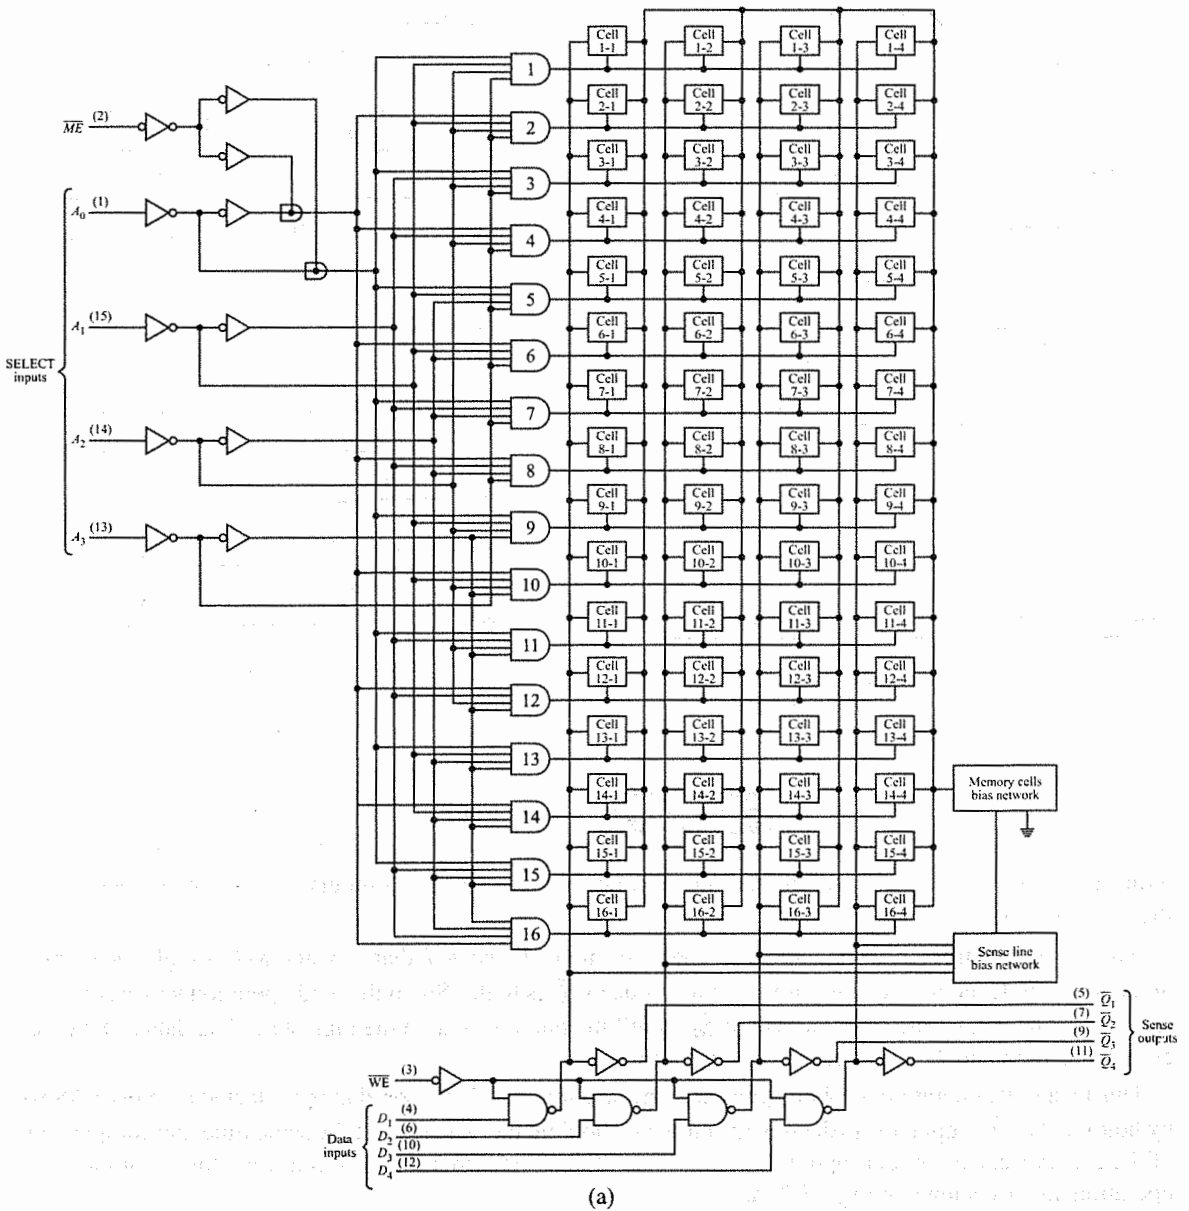 Cell 1-1 Cell 1-2 Cell 1-3 Cell 1-4
1
Cell 2-1 Cell 2-2 Cell 2-3 Cell 2-4
(2)
M̅E̅
2
Cell 3-1 Cell 3-2 Cell 3-3 Cell 3-4
3
Cell 4-1 Cell 4-2 Cell 4-3 Cell 4-4
A₀ (1)
4
Cell 5-1 Cell 5-2 Cell 5-3 Cell 5-4
5
Cell 6-1 Cell 6-2 Cell 6-3 Cell 6-4
A₁ (15)
6
SELECT
inputs
Cell 7-1 Cell 7-2 Cell 7-3 Cell 7-4
7
Cell 8-1 Cell 8-2 Cell 8-3 Cell 8-4
A₂ (14)
8
Cell 9-1 Cell 9-2 Cell 9-3 Cell 9-4
9
A₃ (13)
Cell 10-1 Cell 10-2 Cell 10-3 Cell 10-4
10
Cell 11-1 Cell 11-2 Cell 11-3 Cell 11-4
11
Cell 12-1 Cell 12-2 Cell 12-3 Cell 12-4
12
Cell 13-1 Cell 13-2 Cell 13-3 Cell 13-4
13
Cell 14-1 Cell 14-2 Cell 14-3 Cell 14-4
Memory cells
bias network
14
Cell 15-1 Cell 15-2 Cell 15-3 Cell 15-4
15
Cell 16-1 Cell 16-2 Cell 16-3 Cell 16-4
16
Sense line
bias network
(5) Q̅₁
(7) Q̅₂
(9) Q̅₃
(11) Q̅₄
Sense
outputs
W̅E̅ (3)
Data
inputs
D₁ (4)
D₂ (6)
D₃ (10)
D₄ (12)
(a)